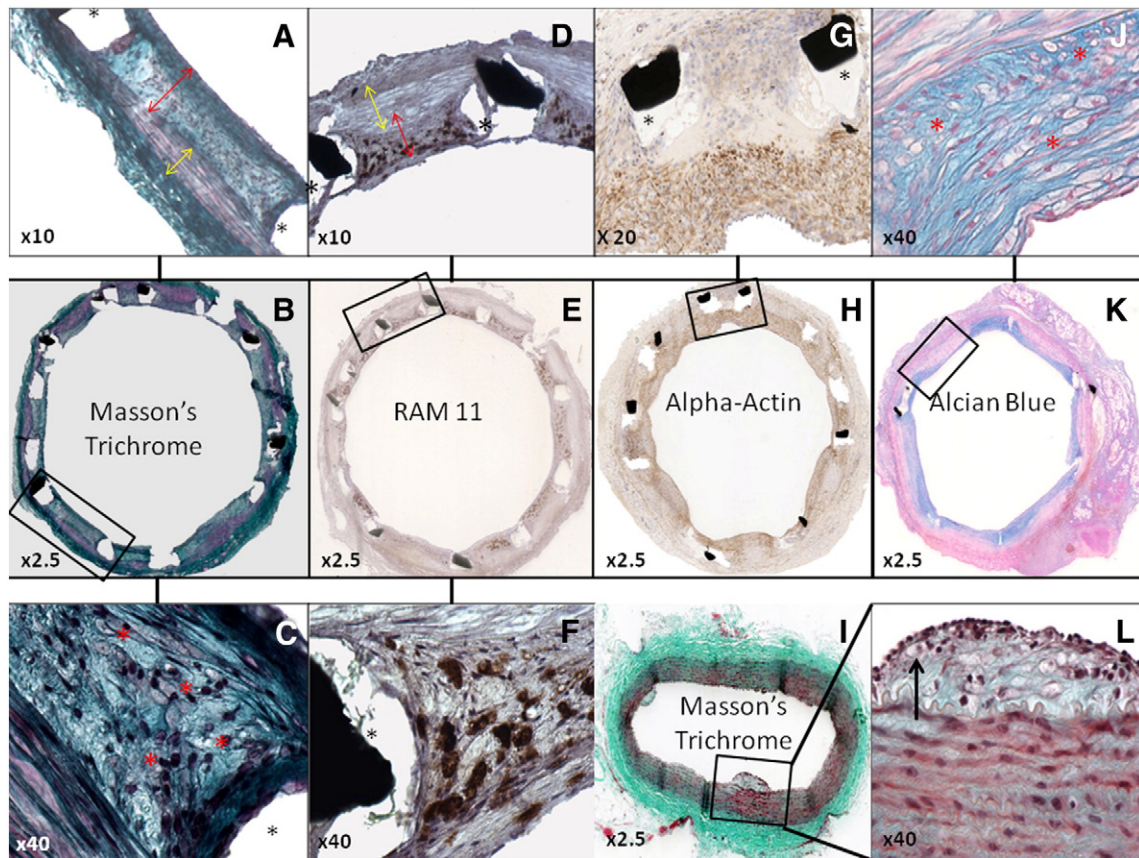 A
x10
D
x10
G
X 20
J
x40
B
Masson's
Trichrome
x2.5
E
RAM 11
x2.5
H
Alpha-Actin
x2.5
K
Alcian Blue
x2.5
C
x40
F
x40
I
Masson's
Trichrome
x2.5
L
x40